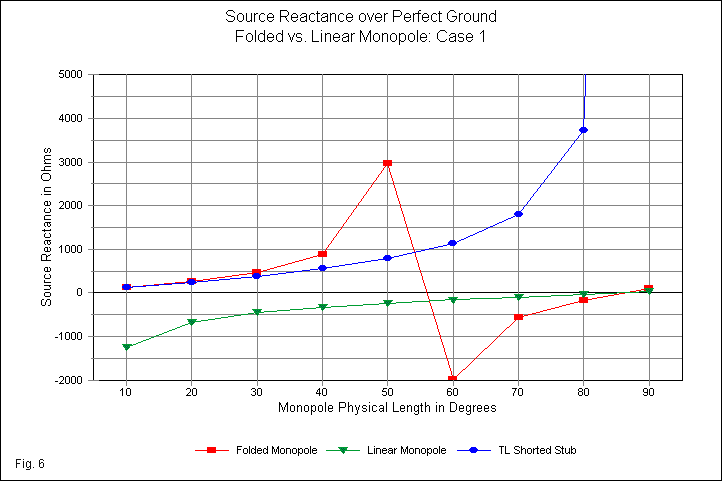 Source Reactance over Perfect Ground
Folded vs. Linear Monopole: Case 1
Source Reactance in Ohms
5000
4000
3000
2000
1000
0
-1000
-2000
10 20 30 40 50 60 70 80 90
Monopole Physical Length in Degrees
Folded Monopole Linear Monopole TL Shorted Stub
Fig. 6